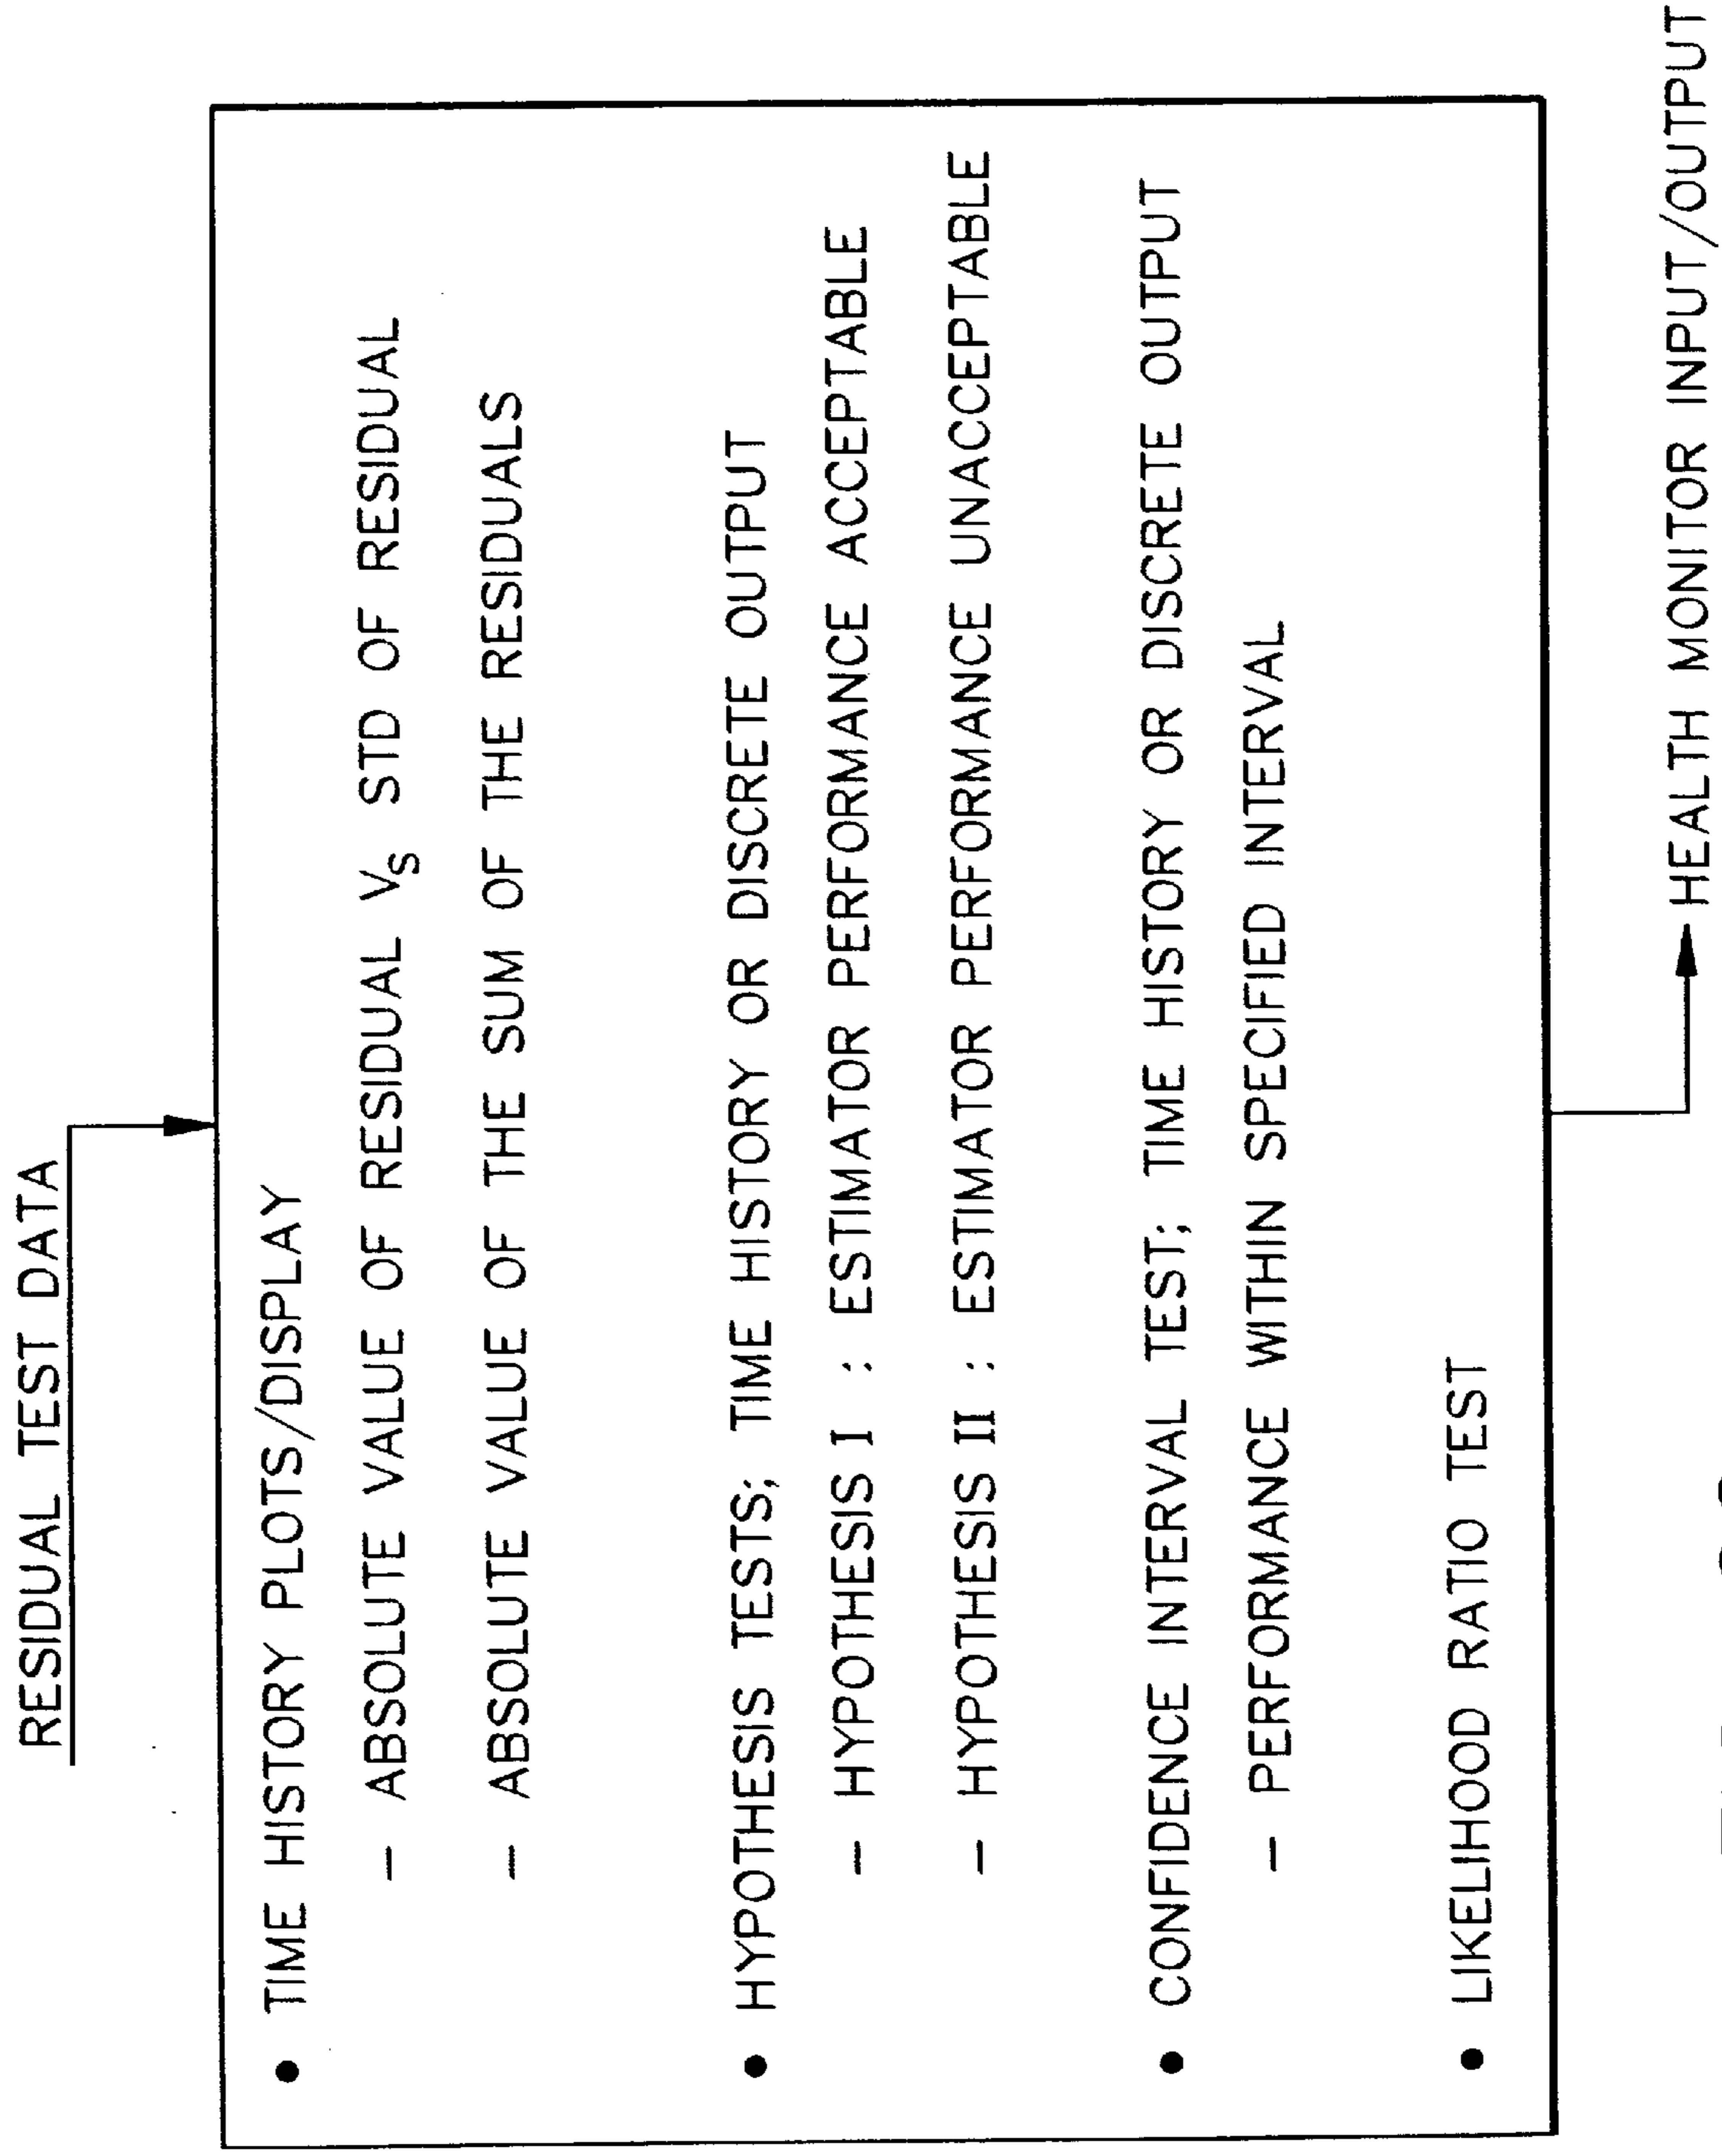 RESIDUAL TEST DATA
• TIME HISTORY PLOTS/DISPLAY
– ABSOLUTE VALUE OF RESIDUAL VS STD OF RESIDUAL
– ABSOLUTE VALUE OF THE SUM OF THE RESIDUALS
• HYPOTHESIS TESTS; TIME HISTORY OR DISCRETE OUTPUT
– HYPOTHESIS I : ESTIMATOR PERFORMANCE ACCEPTABLE
– HYPOTHESIS II : ESTIMATOR PERFORMANCE UNACCEPTABLE
• CONFIDENCE INTERVAL TEST; TIME HISTORY OR DISCRETE OUTPUT
– PERFORMANCE WITHIN SPECIFIED INTERVAL
• LIKELIHOOD RATIO TEST
HEALTH MONITOR INPUT/OUTPUT